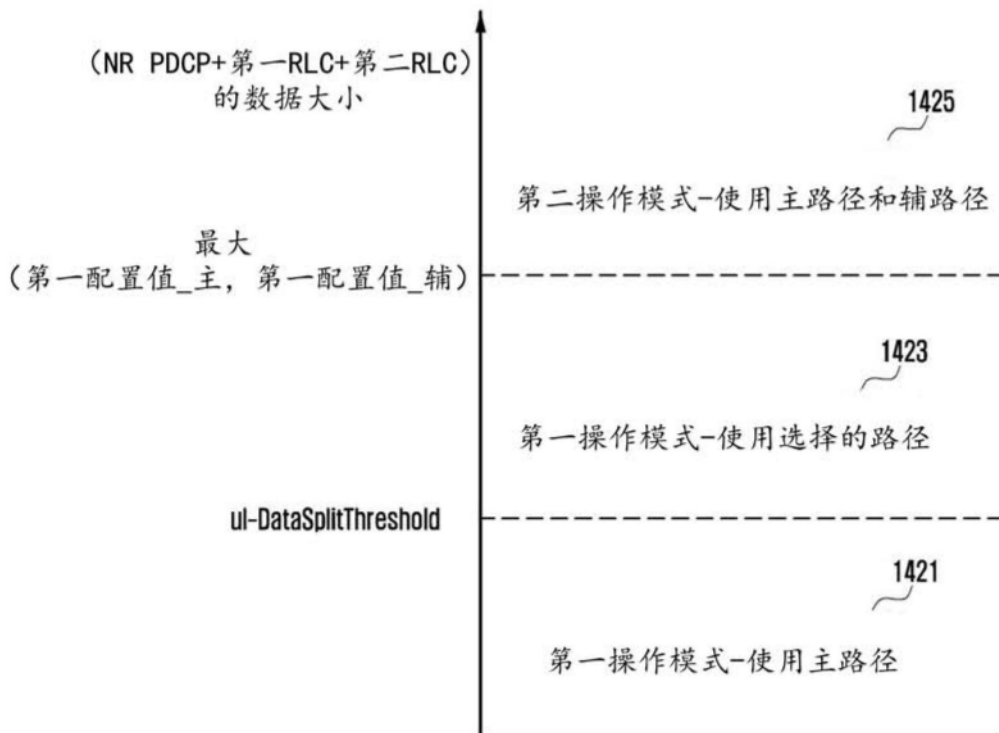 （NR PDCP+第一RLC+第二RLC）
的数据大小
1425
第二操作模式-使用主路径和辅路径
最大
（第一配置值_主，第一配置值_辅）
1423
第一操作模式-使用选择的路径
ul-DataSplitThreshold
1421
第一操作模式-使用主路径